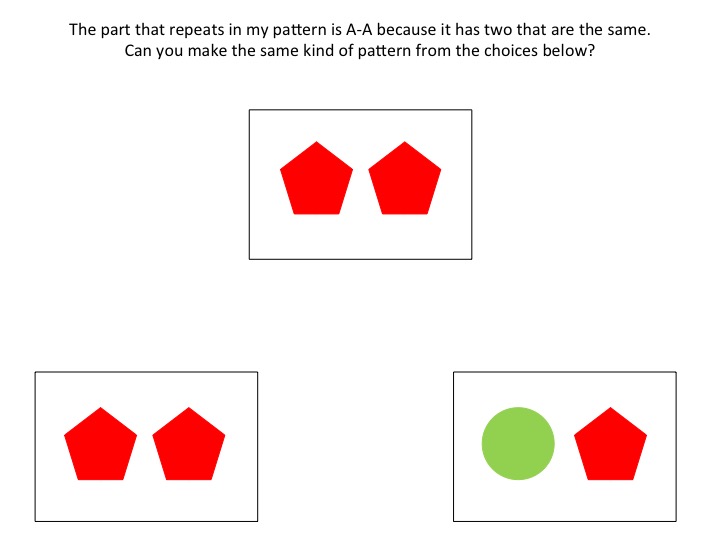 The part that repeats in my pattern is A-A because it has two that are the same.
Can you make the same kind of pattern from the choices below?